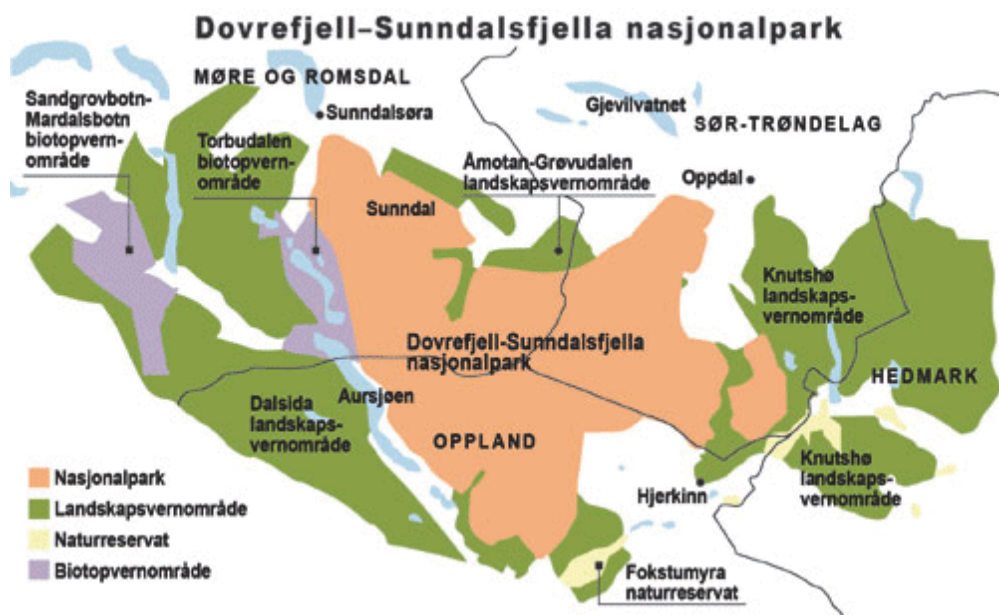 Dovrefjell–Sunndalsfjella nasjonalpark
MØRE OG ROMSDAL
Sandgrovbotn-
Mardalsbotn
biotopvern-
område
Sunndalsøra
Gjevilvatnet
SØR-TRØNDELAG
Torbudalen
biotopvern-
område
Åmotan-Grøvudalen
landskapsvernområde
Oppdal
Sunndal
Knutshø
landskaps-
vernområde
Dovrefjell-Sunndalsfjella
nasjonalpark
HEDMARK
Aursjøen
Dalsida
landskaps-
vernområde
OPPLAND
Knutshø
landskaps-
vernområde
Hjerkinn
Nasjonalpark
Landskapsvernområde
Naturreservat
Biotopvernområde
Fokstumyra
naturreservat